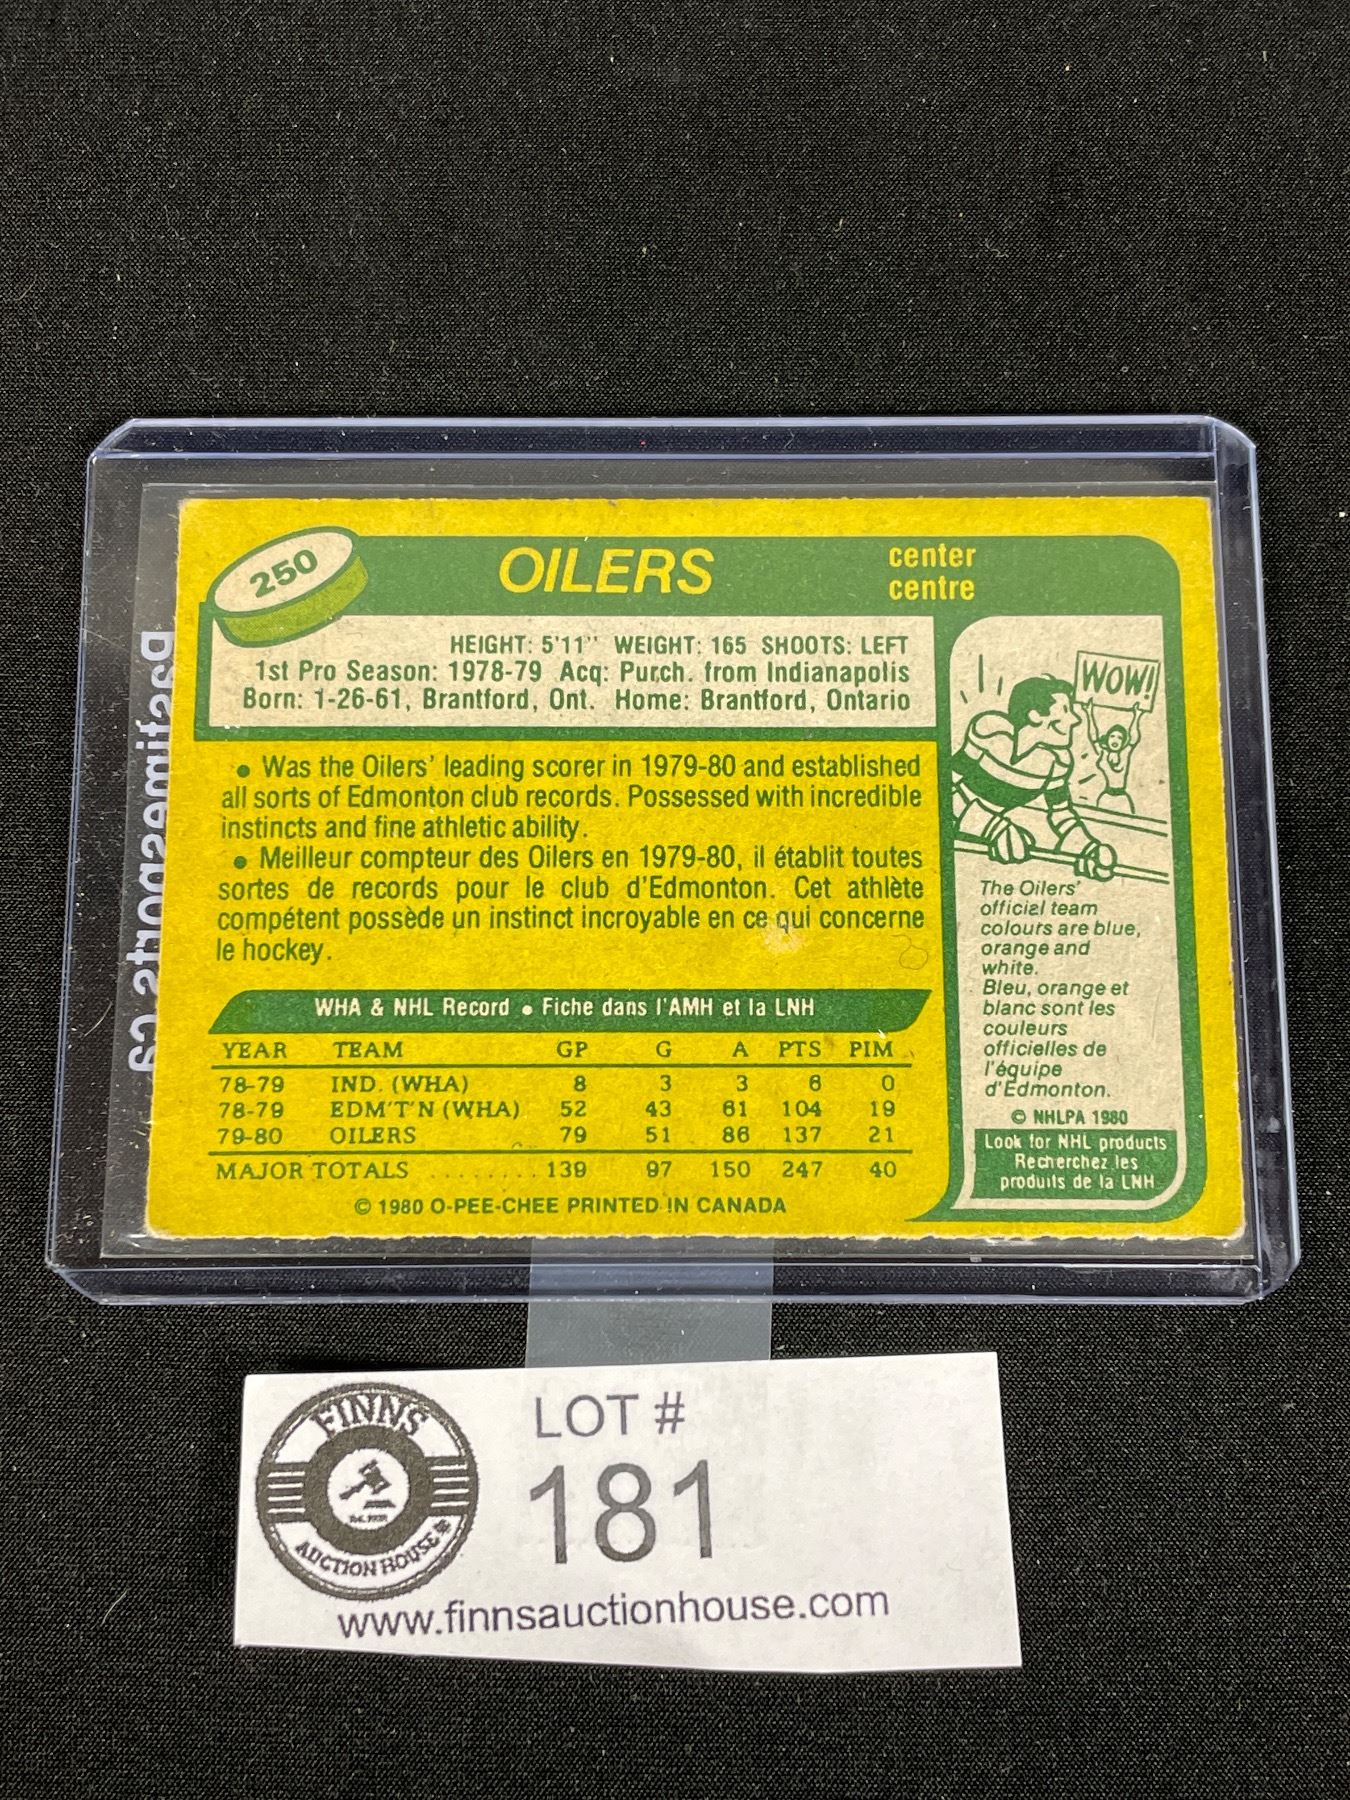 250
OILERS
center
centre
HEIGHT: 5'11" WEIGHT: 165 SHOOTS: LEFT
1st Pro Season: 1978-79 Acq: Purch. from Indianapolis
Born: 1-26-61, Brantford, Ont. Home: Brantford, Ontario
• Was the Oilers' leading scorer in 1979-80 and established
all sorts of Edmonton club records. Possessed with incredible
instincts and fine athletic ability.
• Meilleur compteur des Oilers en 1979-80, il établit toutes
sortes de records pour le club d'Edmonton. Cet athlète
compétent possède un instinct incroyable en ce qui concerne
le hockey.
WHA & NHL Record • Fiche dans l'AMH et la LNH
YEAR TEAM GP G A PTS PIM
78-79 IND. (WHA) 8 3 3 6 0
78-79 EDM'T'N (WHA) 52 43 61 104 19
79-80 OILERS 79 51 86 137 21
MAJOR TOTALS ........ 139 97 150 247 40
© 1980 O-PEE-CHEE PRINTED IN CANADA
WOW!
The Oilers'
official team
colours are blue,
orange and
white.
Bleu, orange et
blanc sont les
couleurs
officielles de
l'équipe
d'Edmonton.
© NHLPA 1980
Look for NHL products
Recherchez les
produits de la LNH
Pastimesports.ca
FINNS
AUCTION HOUSE
LOT #
181
www.finnsauctionhouse.com